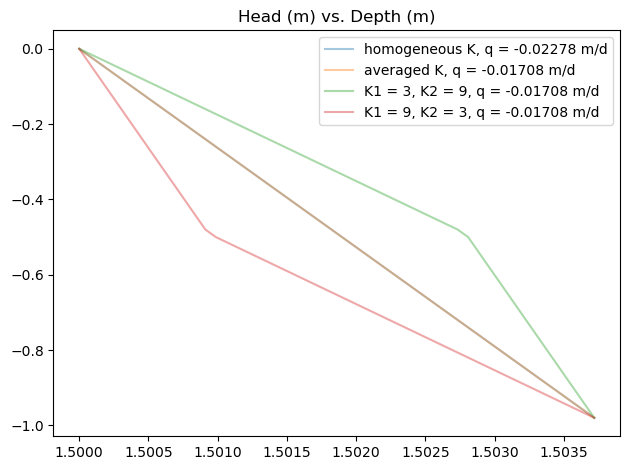 Head (m) vs. Depth (m)
homogeneous K, q = -0.02278 m/d
averaged K, q = -0.01708 m/d
K1 = 3, K2 = 9, q = -0.01708 m/d
K1 = 9, K2 = 3, q = -0.01708 m/d
0.0
−0.2
−0.4
−0.6
−0.8
−1.0
1.5000 1.5005 1.5010 1.5015 1.5020 1.5025 1.5030 1.5035